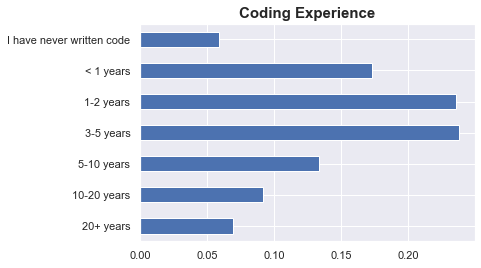 Coding Experience
I have never written code
< 1 years
1-2 years
3-5 years
5-10 years
10-20 years
20+ years
0.00 0.05 0.10 0.15 0.20